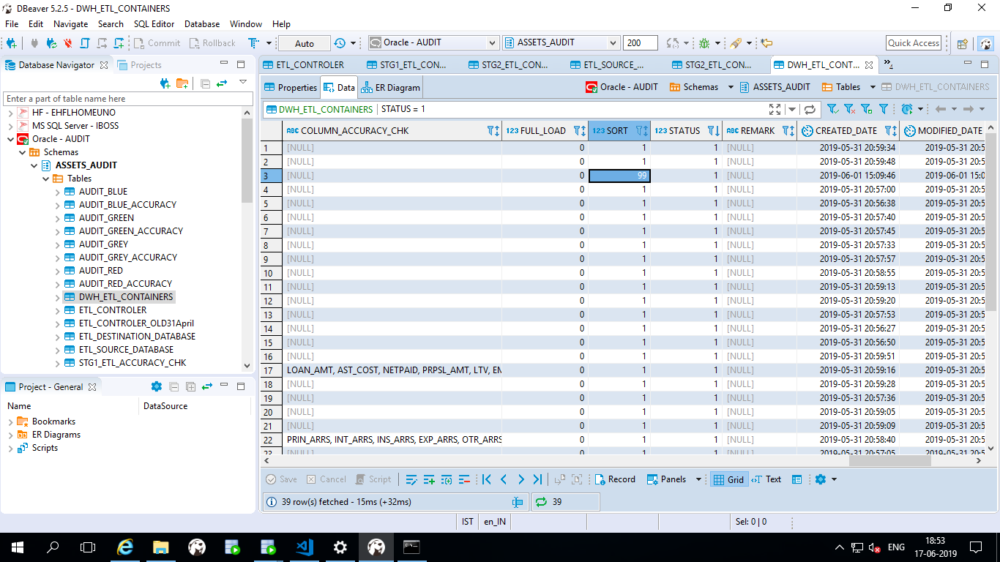 DBeaver 5.2.5 - DWH_ETL_CONTAINERS
File Edit Navigate Search SQL Editor Database Window Help
Commit Rollback Auto Oracle - AUDIT ASSETS_AUDIT 200 Quick Access
Database Navigator Projects
Enter a part of table name here
HF - EHFLHOMEUNO
MS SQL Server - IBOSS
Oracle - AUDIT
Schemas
ASSETS_AUDIT
Tables
AUDIT_BLUE
AUDIT_BLUE_ACCURACY
AUDIT_GREEN
AUDIT_GREEN_ACCURACY
AUDIT_GREY
AUDIT_GREY_ACCURACY
AUDIT_RED
AUDIT_RED_ACCURACY
DWH_ETL_CONTAINERS
ETL_CONTROLER
ETL_CONTROLER_OLD31April
ETL_DESTINATION_DATABASE
ETL_SOURCE_DATABASE
STG1_ETL_ACCURACY_CHK
Project - General
Name DataSource
Bookmarks
ER Diagrams
Scripts
ETL_CONTROLER STG1_ETL_CON... STG2_ETL_CON... ETL_SOURCE_... STG2_ETL_CON... DWH_ETL_CONT... »4
Properties Data ER Diagram Oracle - AUDIT Schemas ASSETS_AUDIT Tables DWH_ETL_CONTAINERS
DWH_ETL_CONTAINERS STATUS = 1
ABC COLUMN_ACCURACY_CHK 123 FULL_LOAD 123 SORT 123 STATUS ABC REMARK CREATED_DATE MODIFIED_DATE
1 [NULL] 0 1 1 [NULL] 2019-05-31 20:59:34 2019-05-31 20:5
2 [NULL] 0 1 1 [NULL] 2019-05-31 20:59:48 2019-05-31 20:5
3 [NULL] 0 99 1 [NULL] 2019-06-01 15:09:46 2019-06-01 15:0
4 [NULL] 0 1 1 [NULL] 2019-05-31 20:57:00 2019-05-31 20:5
5 [NULL] 0 1 1 [NULL] 2019-05-31 20:56:38 2019-05-31 20:5
6 [NULL] 0 1 1 [NULL] 2019-05-31 20:57:40 2019-05-31 20:5
7 [NULL] 0 1 1 [NULL] 2019-05-31 20:57:45 2019-05-31 20:5
8 [NULL] 0 1 1 [NULL] 2019-05-31 20:57:33 2019-05-31 20:5
9 [NULL] 0 1 1 [NULL] 2019-05-31 20:57:57 2019-05-31 20:5
10 [NULL] 0 1 1 [NULL] 2019-05-31 20:58:55 2019-05-31 20:5
11 [NULL] 0 1 1 [NULL] 2019-05-31 20:59:13 2019-05-31 20:5
12 [NULL] 0 1 1 [NULL] 2019-05-31 20:59:20 2019-05-31 20:5
13 [NULL] 0 1 1 [NULL] 2019-05-31 20:57:53 2019-05-31 20:5
14 [NULL] 0 1 1 [NULL] 2019-05-31 20:56:27 2019-05-31 20:5
15 [NULL] 0 1 1 [NULL] 2019-05-31 20:56:50 2019-05-31 20:5
16 [NULL] 0 1 1 [NULL] 2019-05-31 20:59:51 2019-05-31 20:5
17 LOAN_AMT, AST_COST, NETPAID, PRPSL_AMT, LTV, EM 0 1 1 [NULL] 2019-05-31 20:59:16 2019-05-31 20:5
18 [NULL] 0 1 1 [NULL] 2019-05-31 20:59:28 2019-05-31 20:5
19 [NULL] 0 1 1 [NULL] 2019-05-31 20:57:36 2019-05-31 20:5
20 [NULL] 0 1 1 [NULL] 2019-05-31 20:59:05 2019-05-31 20:5
21 [NULL] 0 1 1 [NULL] 2019-05-31 20:59:09 2019-05-31 20:5
22 PRIN_ARRS, INT_ARRS, INS_ARRS, EXP_ARRS, OTR_ARRS 0 1 1 [NULL] 2019-05-31 20:58:40 2019-05-31 20:5
23 [NULL] 0 1 1 [NULL] 2019-05-31 20:57:05 2019-05-31 20:5
Save Cancel Script Record Panels Grid Text
39 row(s) fetched - 15ms (+32ms) 39
IST en_IN Sel: 0 | 0
ENG 18:53
17-06-2019